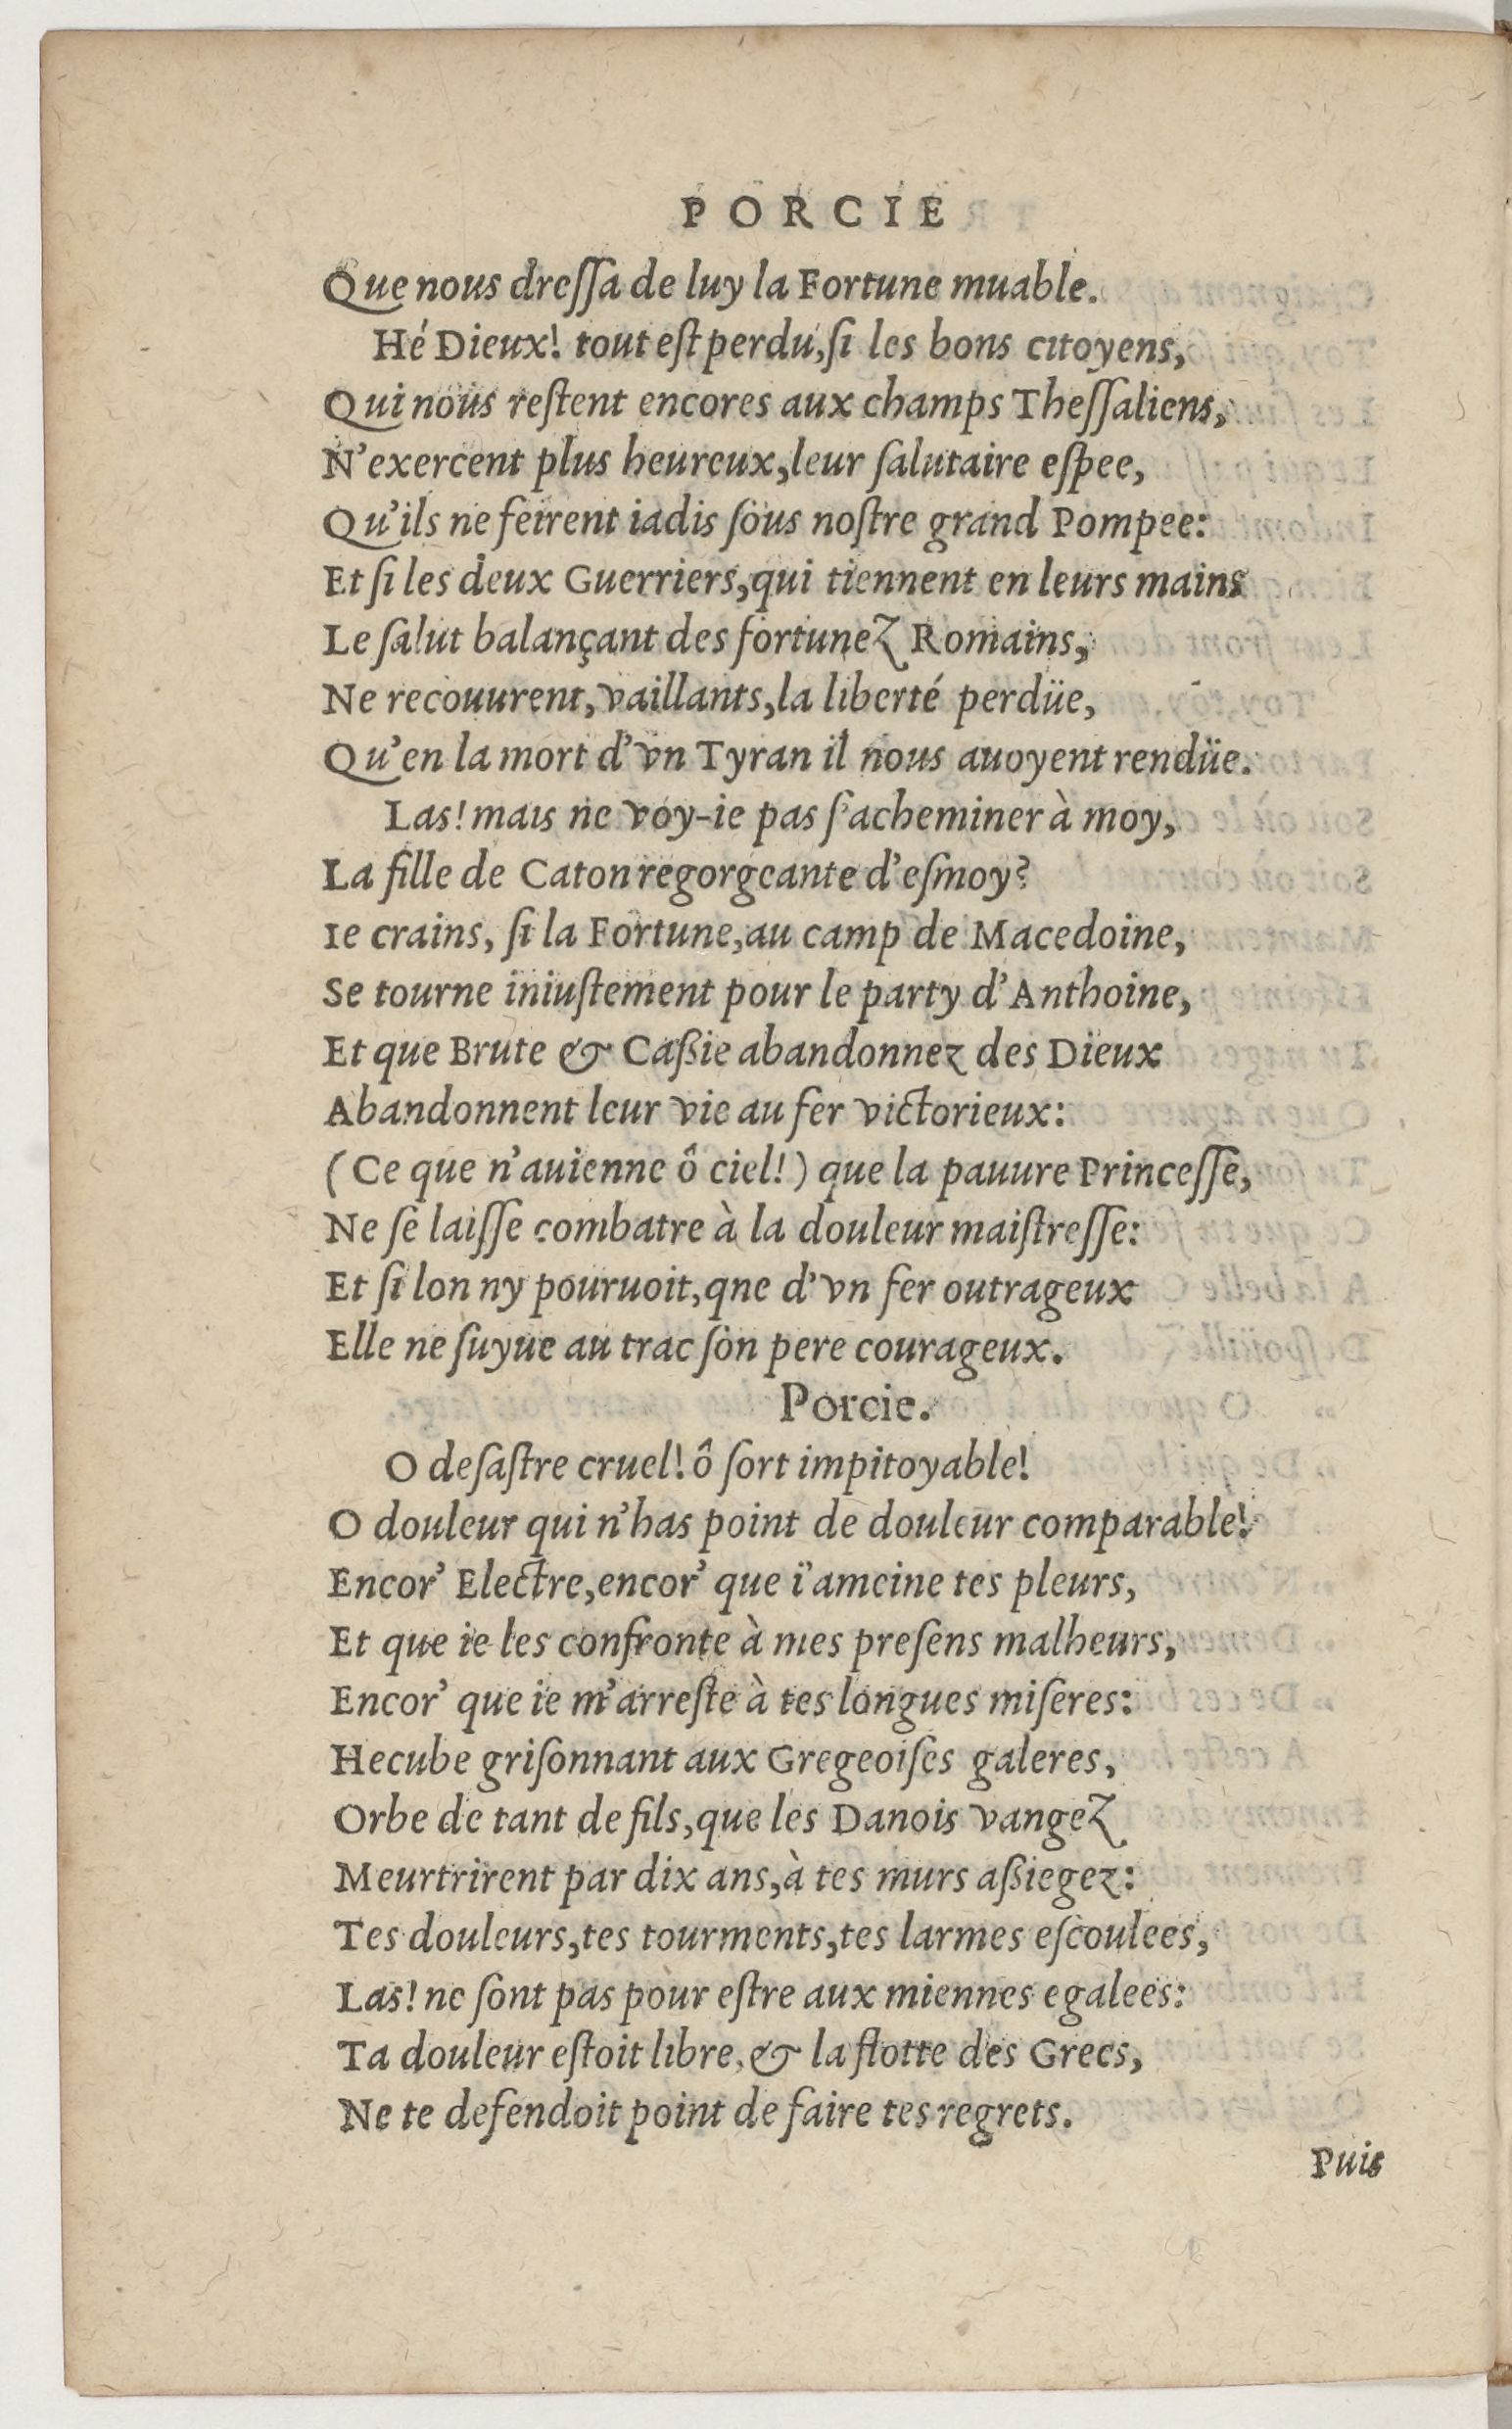 PORCIE
Que nous dreſſa de luy la Fortune muable.
Hé Dieux! tout eſt perdu, ſi les bons citoyens,
Qui nous reſtent encores aux champs Theſſaliens,
N'exercent plus heureux, leur ſalutaire eſpee,
Qu'ils ne feirent iadis ſous noſtre grand Pompee:
Et ſi les deux Guerriers, qui tiennent en leurs mains
Le ſalut balançant des fortunez Romains,
Ne recouurent, vaillants, la liberté perdüe,
Qu'en la mort d'vn Tyran il nous auoyent rendüe.
Las! mais ne voy-ie pas ſ'acheminer à moy,
La fille de Caton regorgeante d'eſmoy?
Ie crains, ſi la Fortune, au camp de Macedoine,
Se tourne iniuſtement pour le party d'Anthoine,
Et que Brute & Caßie abandonnez des Dieux
Abandonnent leur vie au fer victorieux:
(Ce que n'auienne ô ciel!) que la pauure Princeſſe,
Ne ſe laiſſe combatre à la douleur maiſtreſſe:
Et ſi lon ny pouruoit, qne d'vn fer outrageux
Elle ne ſuyue au trac ſon pere courageux.
Porcie.
O deſaſtre cruel! ô ſort impitoyable!
O douleur qui n'has point de douleur comparable!
Encor' Electre, encor' que i'ameine tes pleurs,
Et que ie les confronte à mes preſens malheurs,
Encor' que ie m'arreſte à tes longues miſeres:
Hecube griſonnant aux Gregeoiſes galeres,
Orbe de tant de fils, que les Danois vangez
Meurtrirent par dix ans, à tes murs aßiegez:
Tes douleurs, tes tourments, tes larmes eſcoulees,
Las! ne ſont pas pour eſtre aux miennes egalees:
Ta douleur eſtoit libre, & la flotte des Grecs,
Ne te defendoit point de faire tes regrets.
Puis